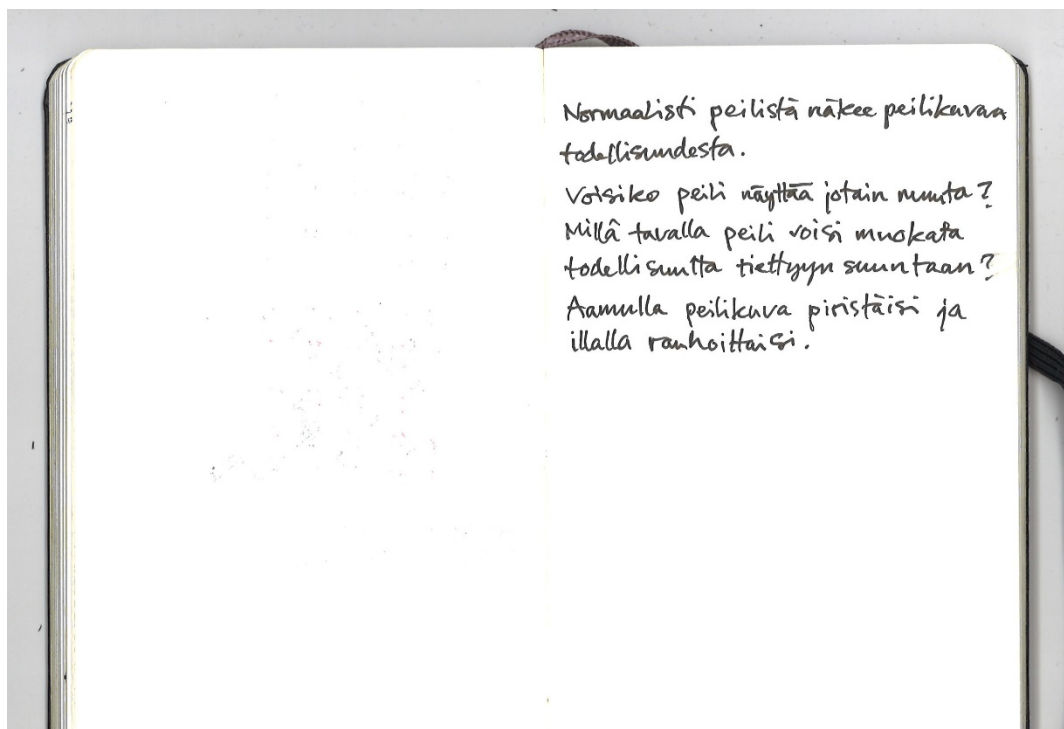 Normaalisti peilistä näkee peilikuvaa
todellisuudesta.
Voisiko peili näyttää jotain muuta?
Millä tavalla peili voisi muokata
todellisuutta tiettyyn suuntaan?
Aamulla peilikuva piristäisi ja
illalla rauhoittaisi.